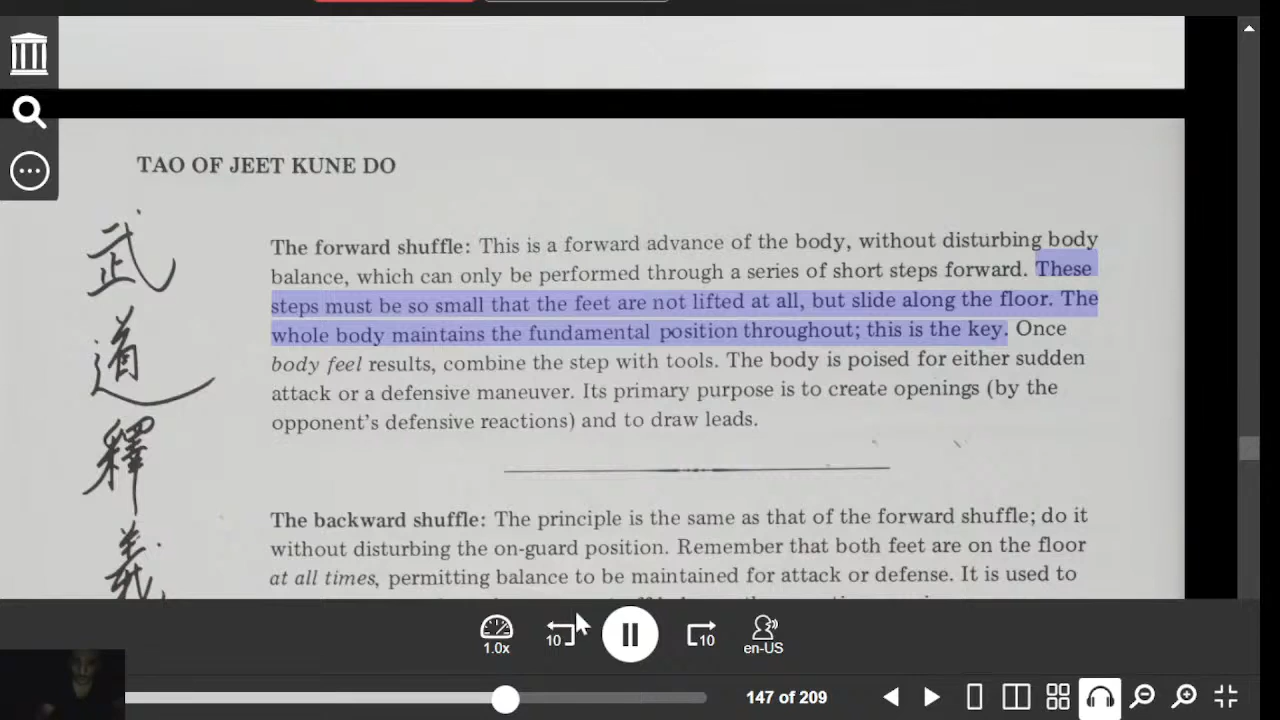 TAO OF JEET KUNE DO
武
道
釋
義
The forward shuffle: This is a forward advance of the body, without disturbing body
balance, which can only be performed through a series of short steps forward. These
steps must be so small that the feet are not lifted at all, but slide along the floor. The
whole body maintains the fundamental position throughout; this is the key. Once
body feel results, combine the step with tools. The body is poised for either sudden
attack or a defensive maneuver. Its primary purpose is to create openings (by the
opponent's defensive reactions) and to draw leads.
The backward shuffle: The principle is the same as that of the forward shuffle; do it
without disturbing the on-guard position. Remember that both feet are on the floor
at all times, permitting balance to be maintained for attack or defense. It is used to
1.0x
10
10
en-US
147 of 209